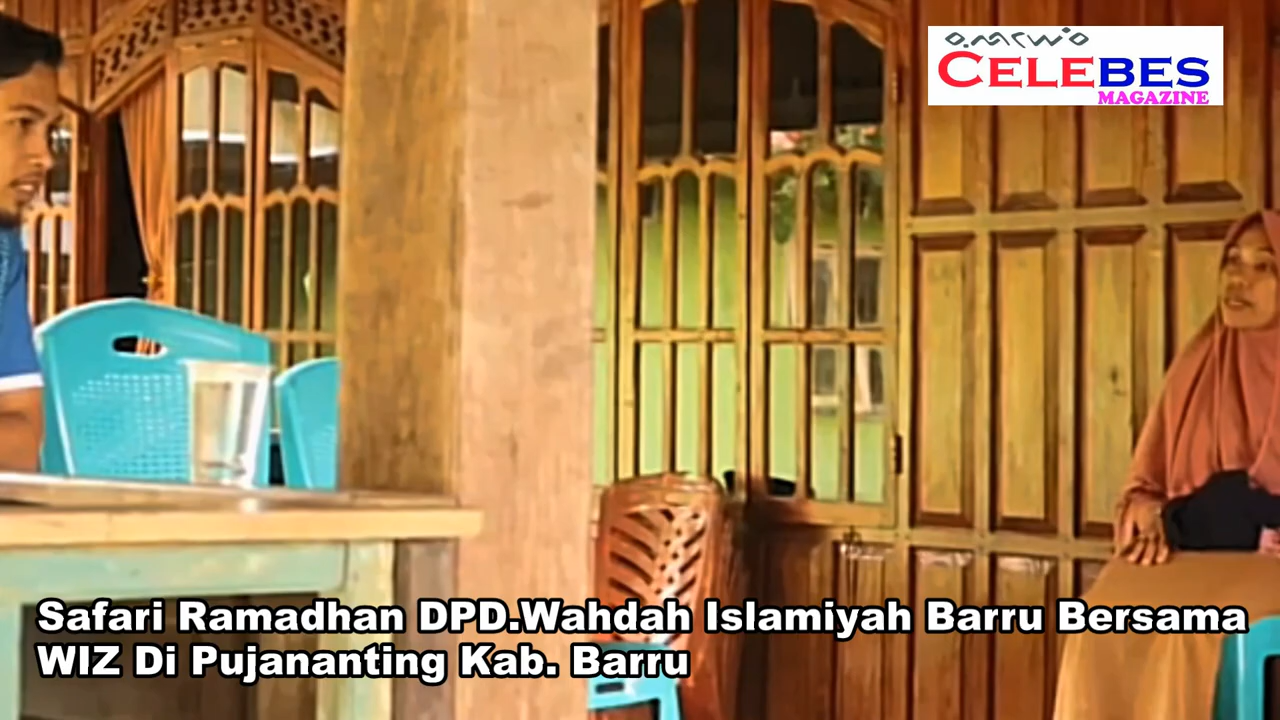 CELEBES
MAGAZINE
Safari Ramadhan DPD.Wahdah Islamiyah Barru Bersama
WIZ Di Pujananting Kab. Barru